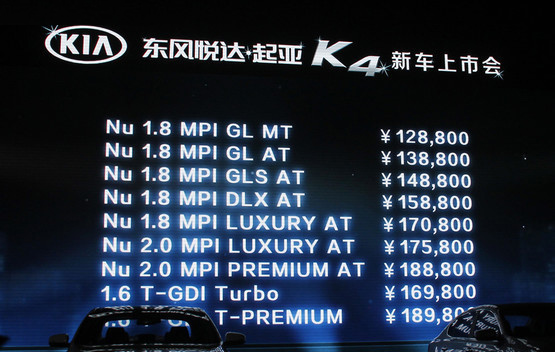 KIA 东风悦达·起亚 K4 新车上市会
Nu 1.8 MPI GL MT ¥128,800
Nu 1.8 MPI GL AT ¥138,800
Nu 1.8 MPI GLS AT ¥148,800
Nu 1.8 MPI DLX AT ¥158,800
Nu 1.8 MPI LUXURY AT ¥170,800
Nu 2.0 MPI LUXURY AT ¥175,800
Nu 2.0 MPI PREMIUM AT ¥188,800
1.6 T-GDI Turbo ¥169,800
T-PREMIUM ¥189,8